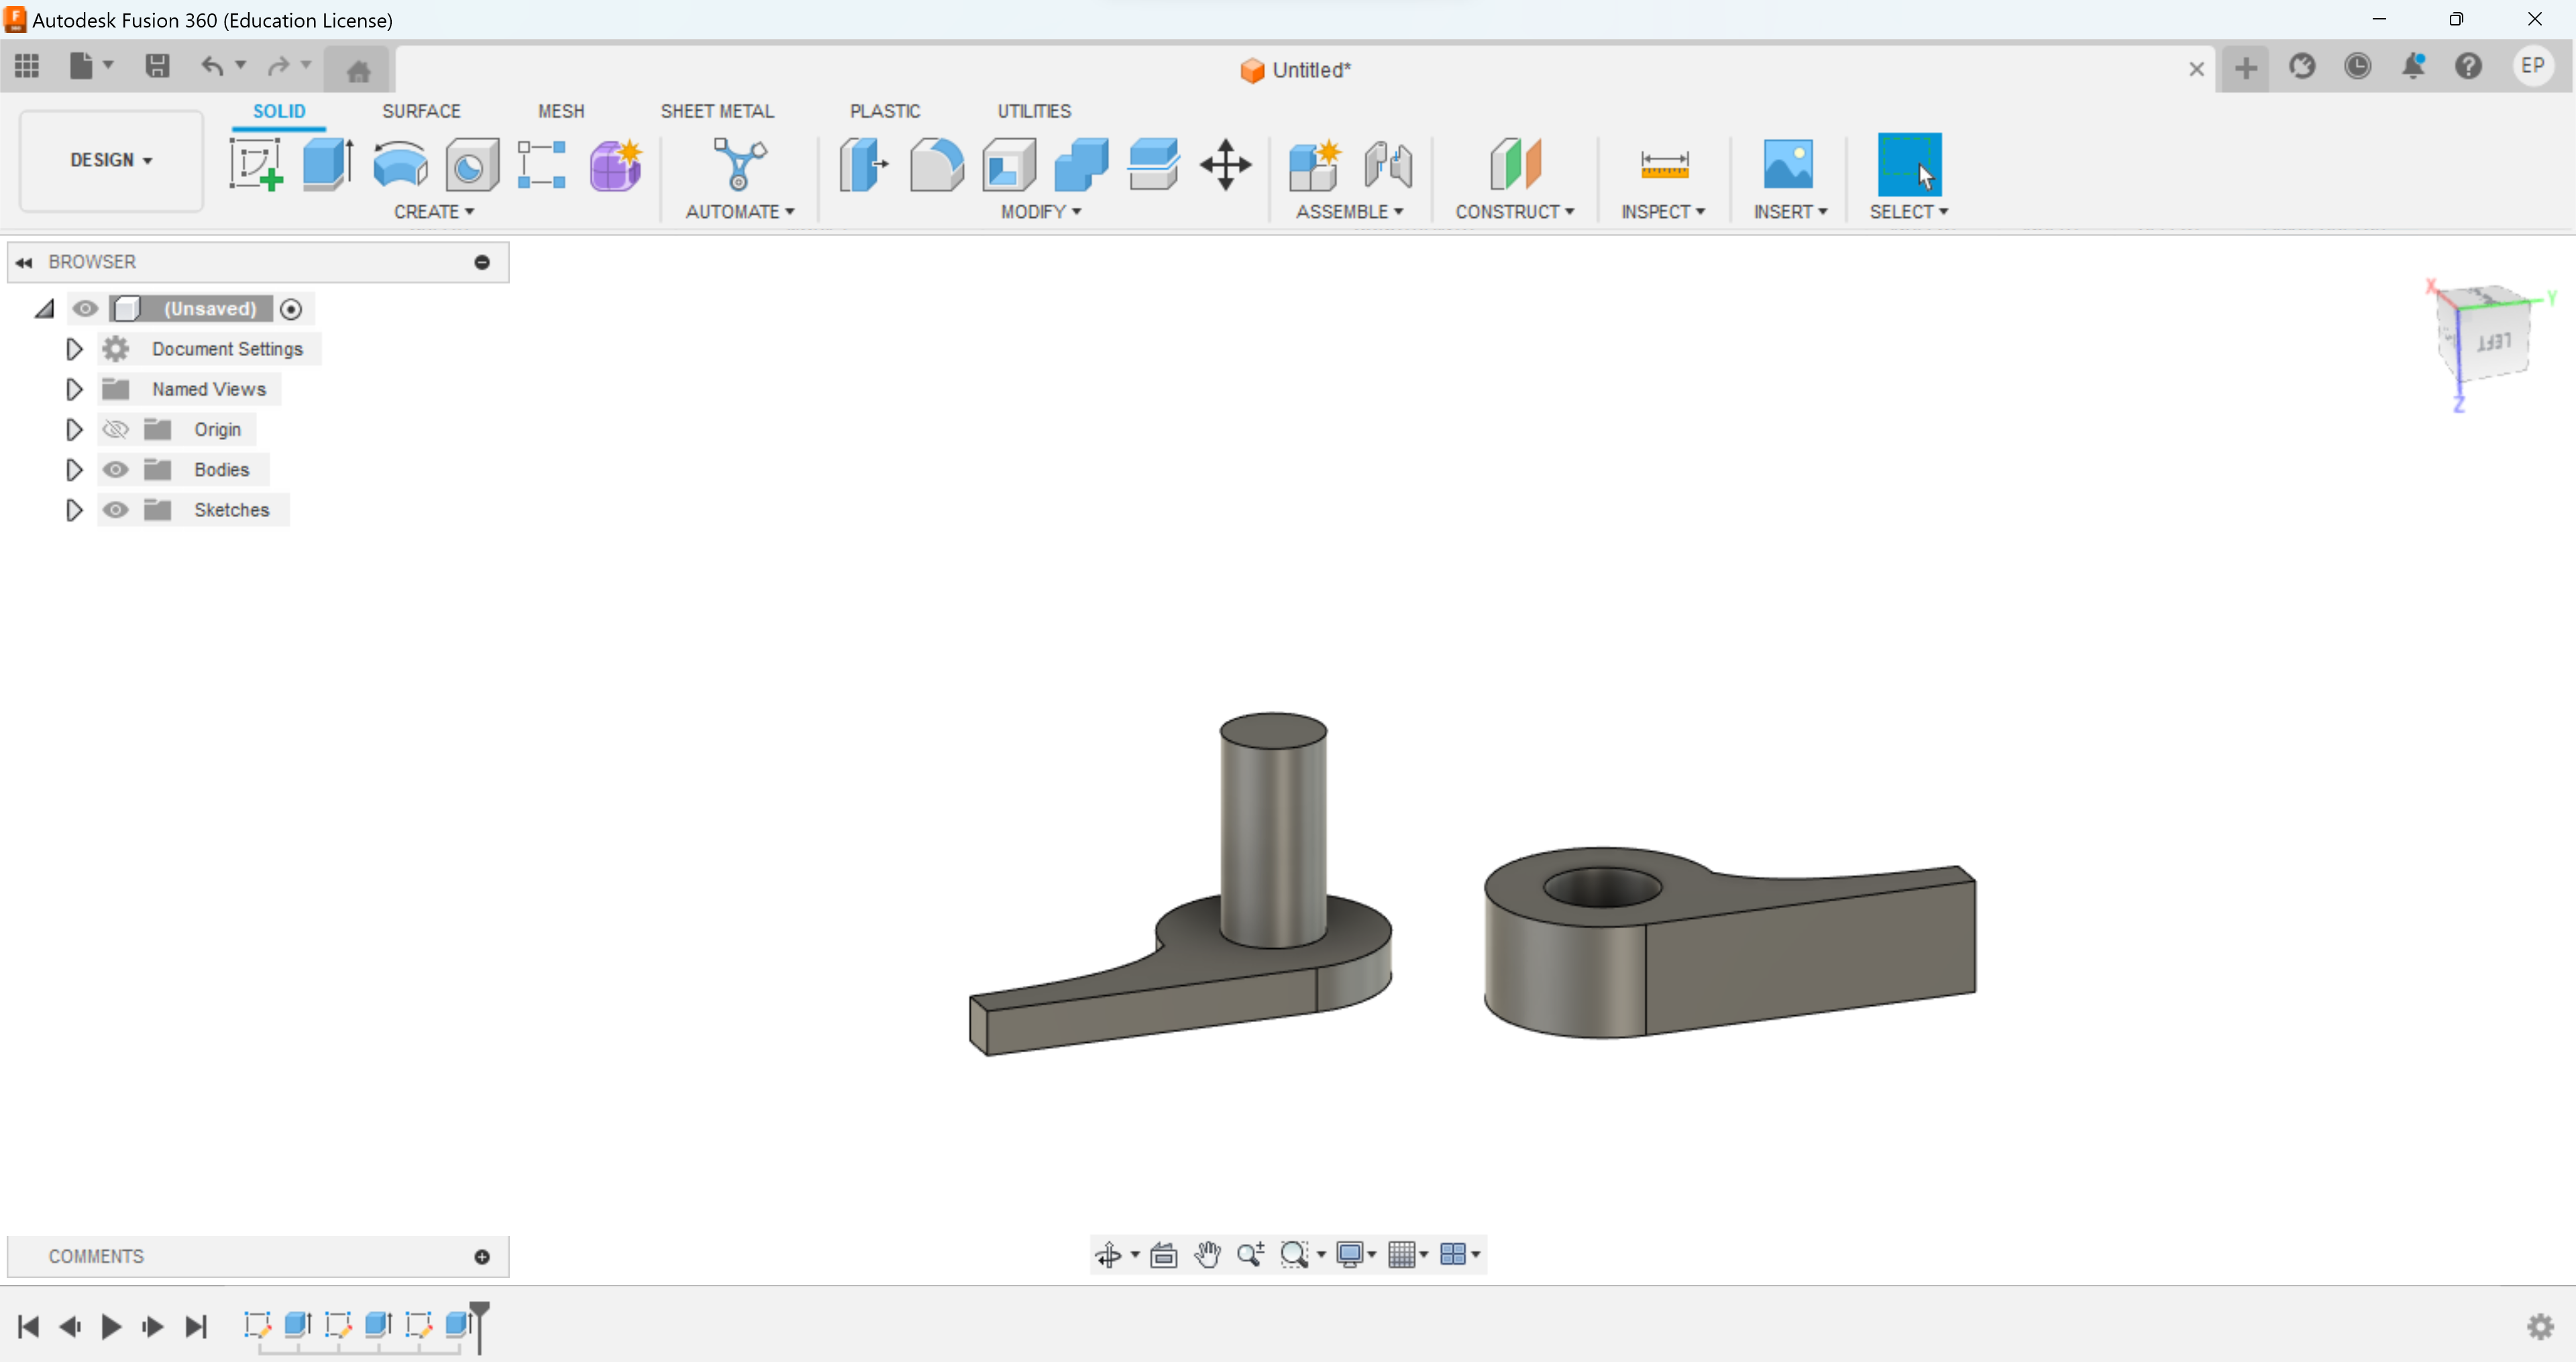 Autodesk Fusion 360 (Education License)
Untitled*
EP
SOLID SURFACE MESH SHEET METAL PLASTIC UTILITIES
DESIGN
CREATE AUTOMATE MODIFY ASSEMBLE CONSTRUCT INSPECT INSERT SELECT
BROWSER
(Unsaved)
Document Settings
Named Views
Origin
Bodies
Sketches
X
Y
LEFT
Z
COMMENTS